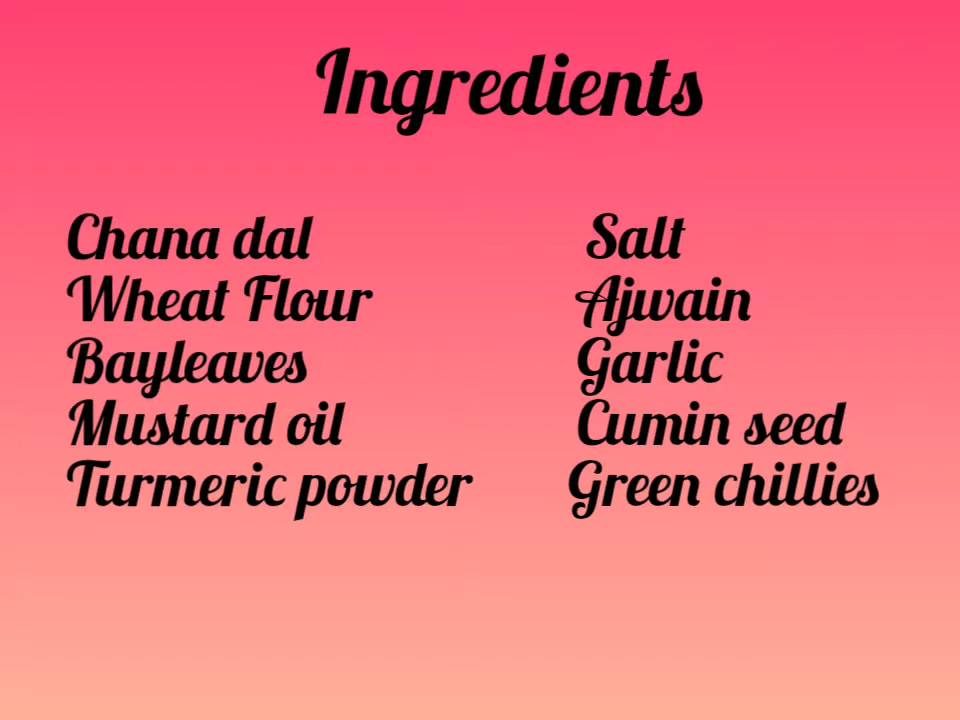 Ingredients
Chana dal
Wheat Flour
Bayleaves
Mustard oil
Turmeric powder
Salt
Ajwain
Garlic
Cumin seed
Green chillies